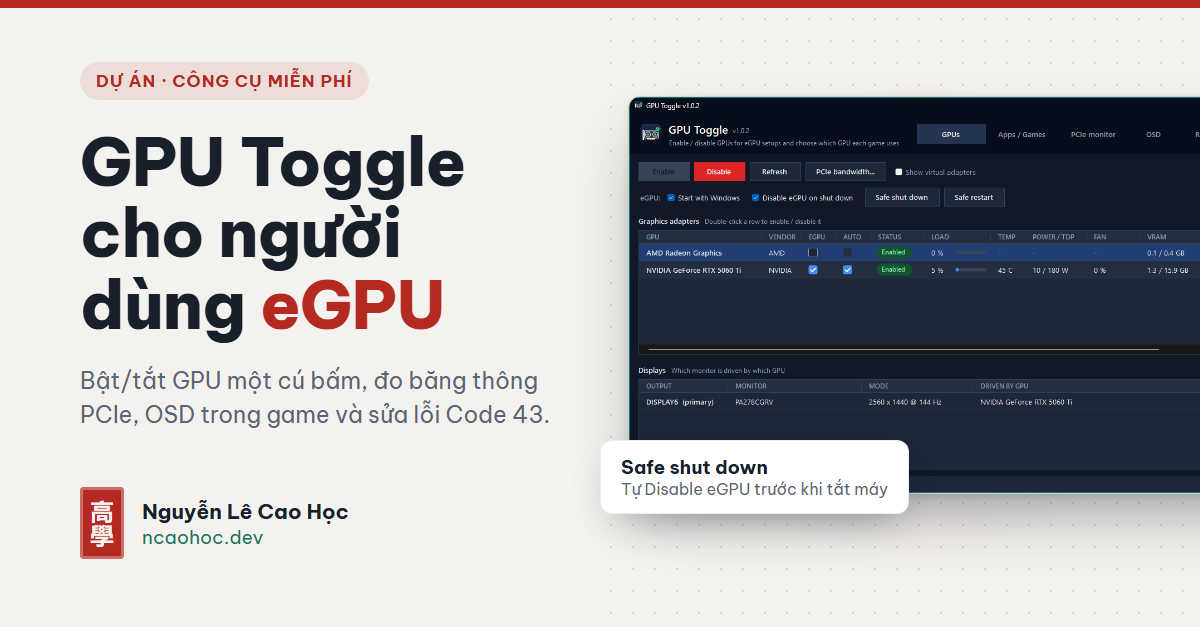 DỰ ÁN · CÔNG CỤ MIỄN PHÍ
GPU Toggle
cho người
dùng eGPU
Bật/tắt GPU một cú bấm, đo băng thông
PCIe, OSD trong game và sửa lỗi Code 43.
高
學
Nguyễn Lê Cao Học
ncaohoc.dev
GPU Toggle v1.0.2
GPU Toggle v1.0.2
Enable / disable GPUs for eGPU setups and choose which GPU each game uses
GPUs Apps / Games PCIe monitor OSD
Enable Disable Refresh PCIe bandwidth... Show virtual adapters
eGPU: Start with Windows Disable eGPU on shut down Safe shut down Safe restart
Graphics adapters Double-click a row to enable / disable it
GPU VENDOR EGPU AUTO STATUS LOAD TEMP POWER / TDP FAN VRAM
AMD Radeon Graphics AMD Enabled 0 % - - - 0.1 / 0.4 GB
NVIDIA GeForce RTX 5060 Ti NVIDIA Enabled 5 % 45 C 10 / 180 W 0 % 1.3 / 15.9 GB
Displays Which monitor is driven by which GPU
OUTPUT MONITOR MODE DRIVEN BY GPU
DISPLAY6 (primary) PA278CGRV 2560 x 1440 @ 144 Hz NVIDIA GeForce RTX 5060 Ti
Safe shut down
Tự Disable eGPU trước khi tắt máy